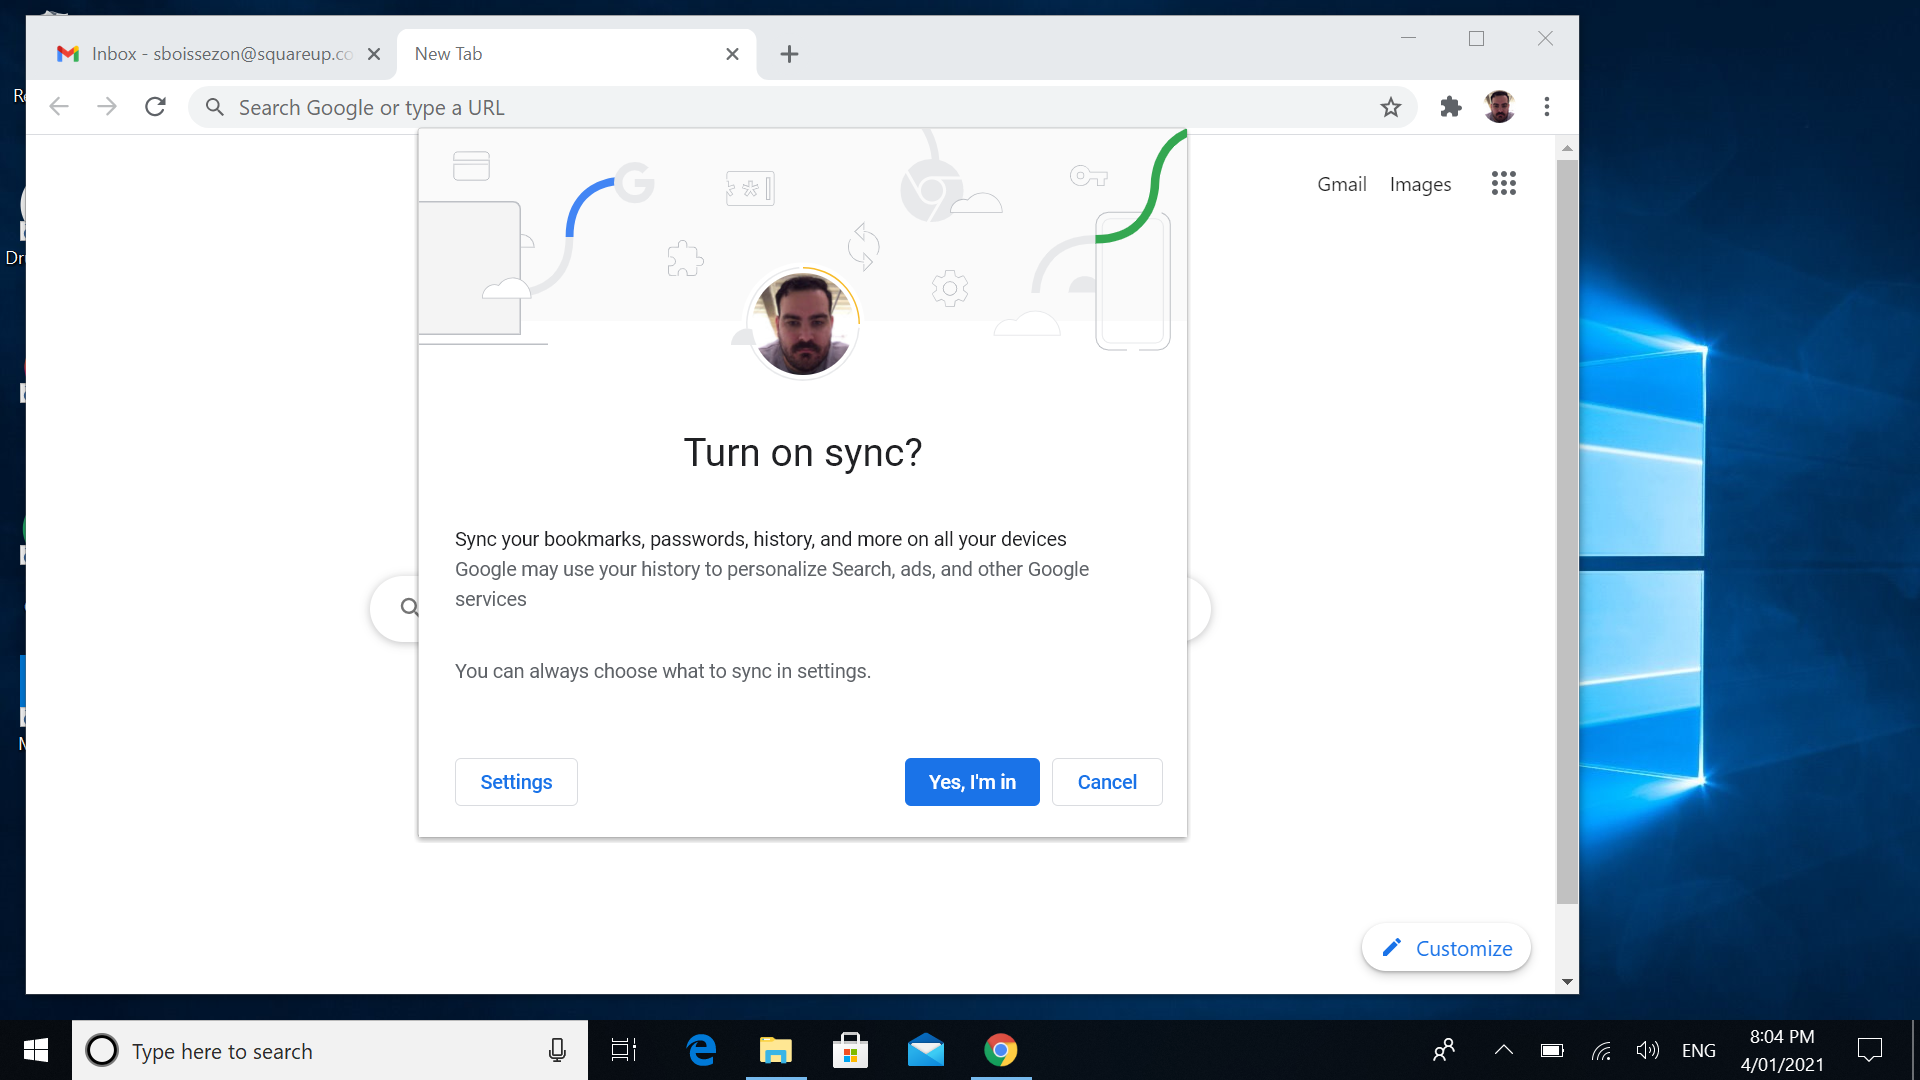 Inbox - sboissezon@squareup.co
New Tab
Search Google or type a URL
Gmail
Images
Turn on sync?
Sync your bookmarks, passwords, history, and more on all your devices
Google may use your history to personalize Search, ads, and other Google
services
You can always choose what to sync in settings.
Settings
Yes, I'm in
Cancel
Customize
Type here to search
ENG
8:04 PM
4/01/2021